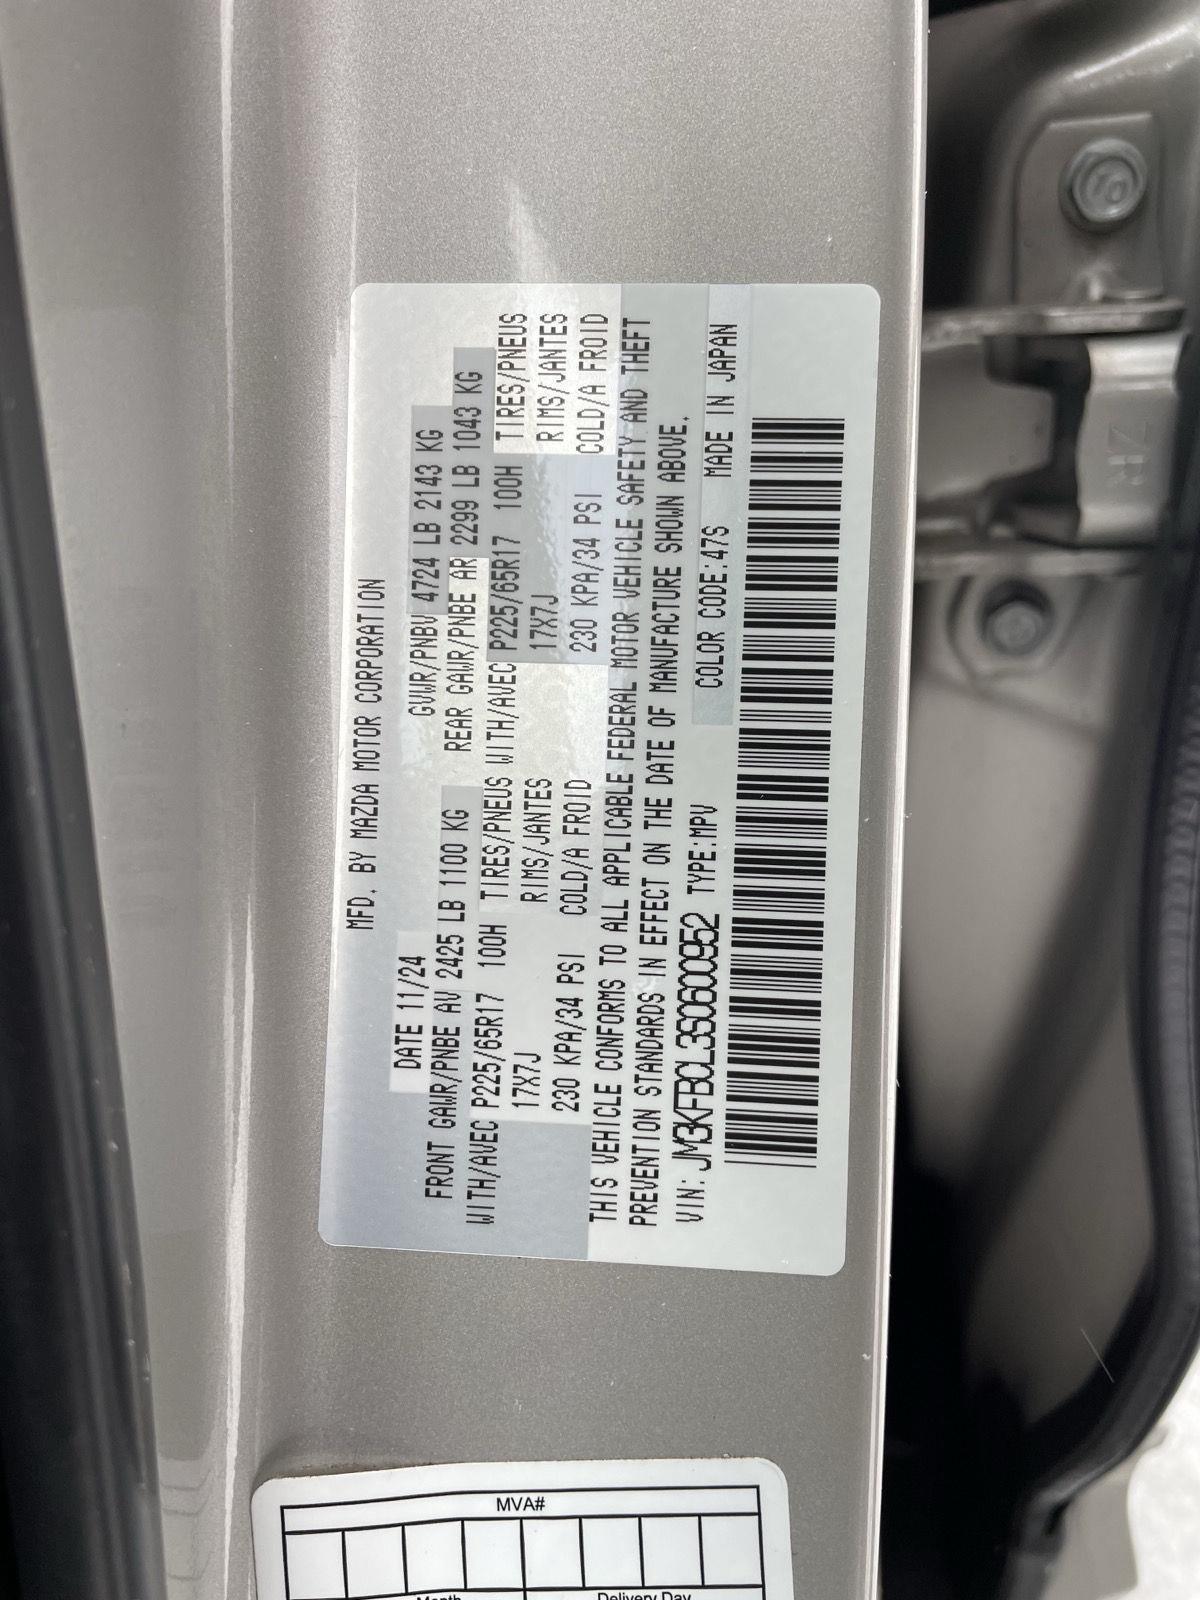 MFD. BY MAZDA MOTOR CORPORATION
DATE 11/24 GVWR/PNBV 4724 LB 2143 KG
FRONT GAWR/PNBE AV 2425 LB 1100 KG REAR GAWR/PNBE AR 2299 LB 1043 KG
WITH/AVEC P225/65R17 100H TIRES/PNEUS WITH/AVEC P225/65R17 100H TIRES/PNEUS
17X7J RIMS/JANTES 17X7J RIMS/JANTES
230 KPA/34 PSI COLD/A FROID 230 KPA/34 PSI COLD/A FROID
THIS VEHICLE CONFORMS TO ALL APPLICABLE FEDERAL MOTOR VEHICLE SAFETY AND THEFT
PREVENTION STANDARDS IN EFFECT ON THE DATE OF MANUFACTURE SHOWN ABOVE.
VIN: JM3KFBCL3S0600952 TYPE:MPV COLOR CODE:47S MADE IN JAPAN
ZR
MVA#
Month Delivery Day